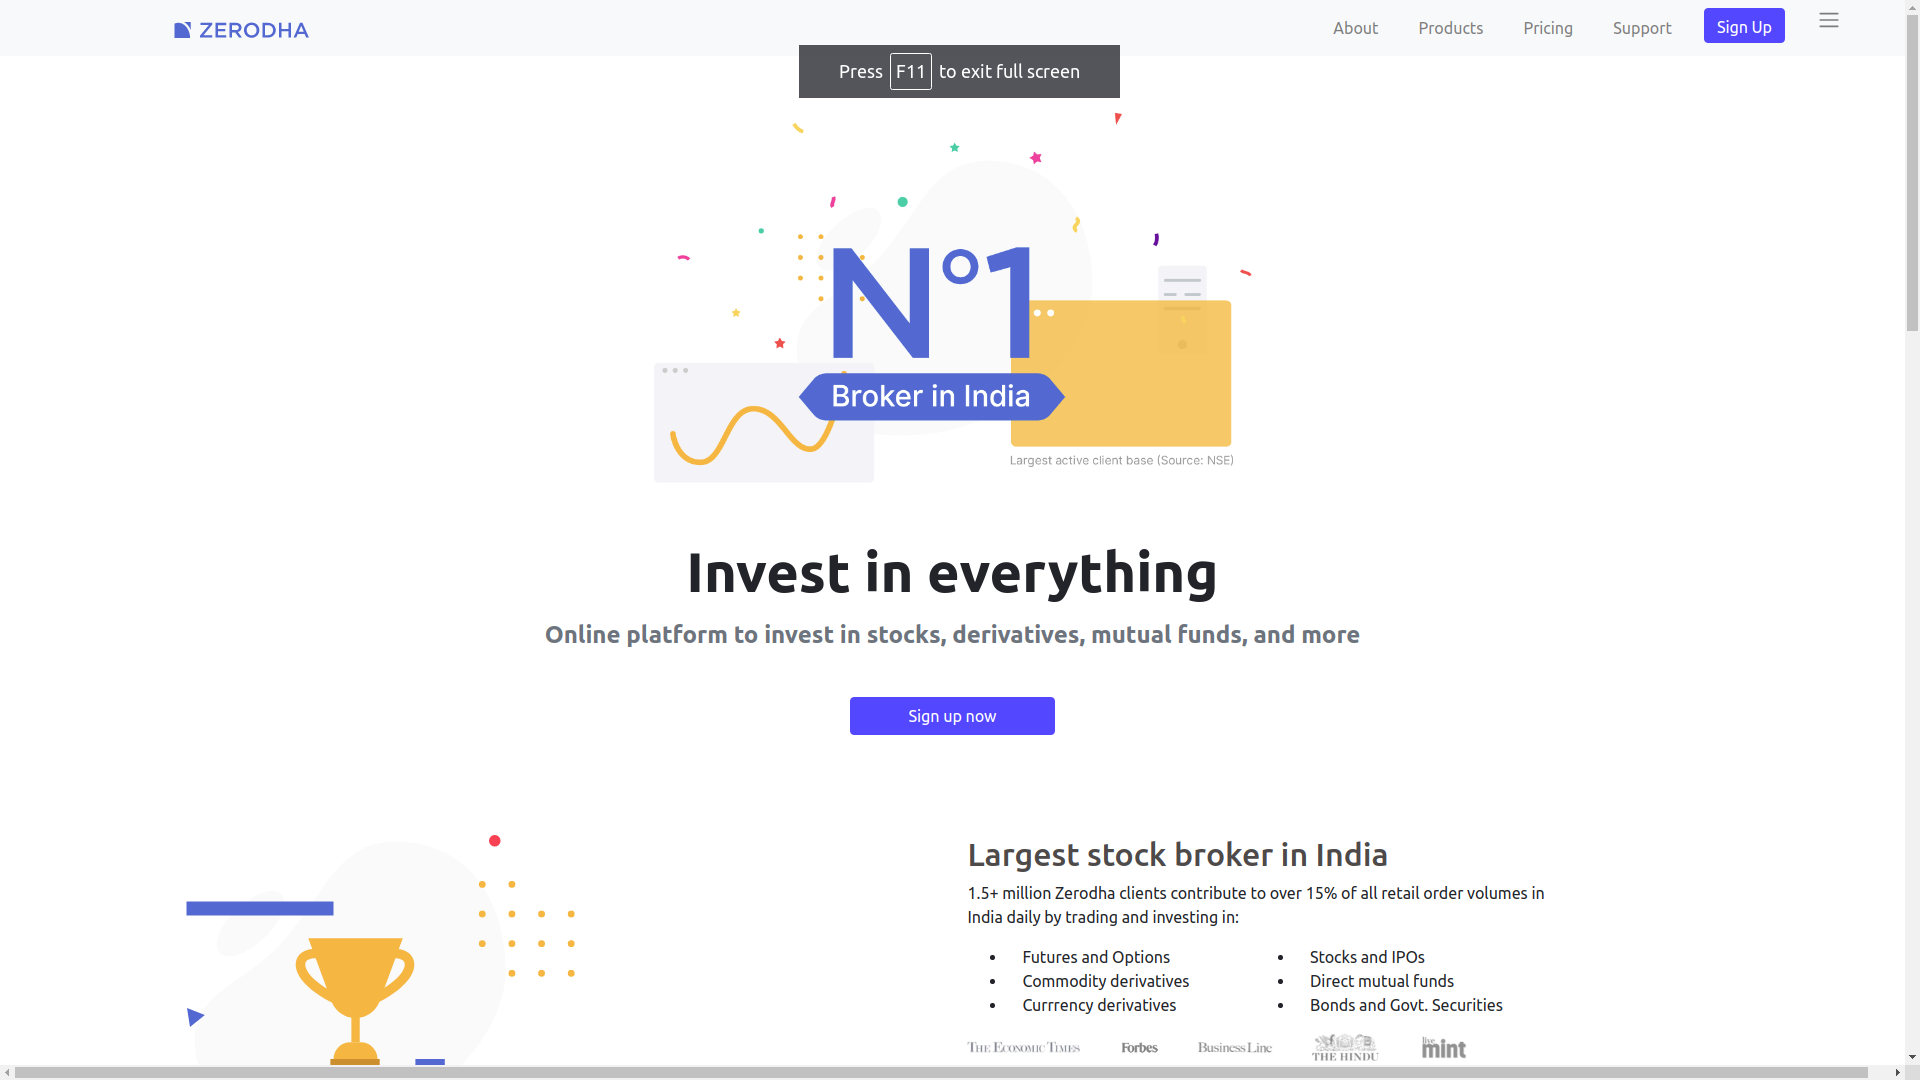 ZERODHA
About
Products
Pricing
Support
Sign Up
Press F11 to exit full screen
N°1
Broker in India
Largest active client base (Source: NSE)
Invest in everything
Online platform to invest in stocks, derivatives, mutual funds, and more
Sign up now
Largest stock broker in India
1.5+ million Zerodha clients contribute to over 15% of all retail order volumes in
India daily by trading and investing in:
Futures and Options
Commodity derivatives
Currrency derivatives
Stocks and IPOs
Direct mutual funds
Bonds and Govt. Securities
THE ECONOMIC TIMES
Forbes
BusinessLine
THE HINDU
live
mint